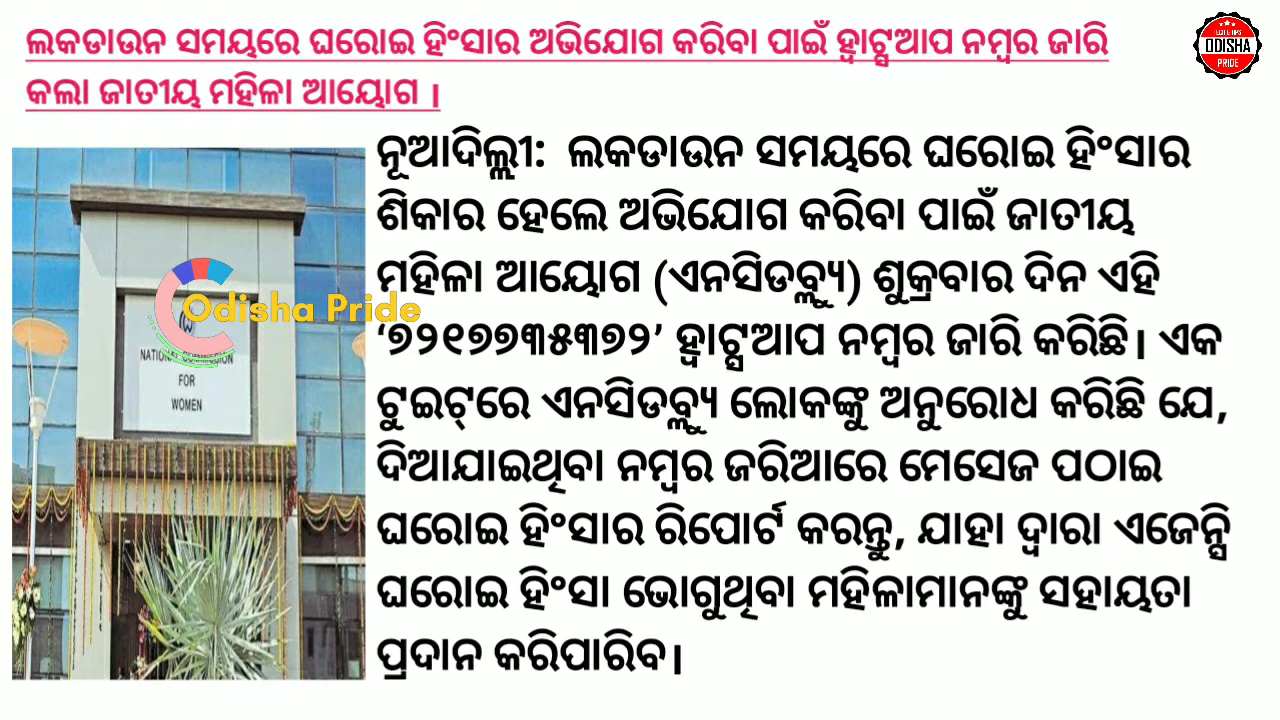 ଲକଡାଉନ ସମୟରେ ଘରୋଇ ହିଂସାର ଅଭିଯୋଗ କରିବା ପାଇଁ ହ୍ୱାଟ୍ସଆପ ନମ୍ବର ଜାରି
କଲା ଜାତୀୟ ମହିଳା ଆୟୋଗ ।
ODISHA
PRIDE
ନୂଆଦିଲ୍ଲୀ: ଲକଡାଉନ ସମୟରେ ଘରୋଇ ହିଂସାର
ଶିକାର ହେଲେ ଅଭିଯୋଗ କରିବା ପାଇଁ ଜାତୀୟ
ମହିଳା ଆୟୋଗ (ଏନସିଡବ୍ଲ୍ୟୁ) ଶୁକ୍ରବାର ଦିନ ଏହି
‘୭୨୧୭୭୩୫୩୭୨’ ହ୍ୱାଟ୍ସଆପ ନମ୍ବର ଜାରି କରିଛି। ଏକ
ଟୁଇଟ୍‌ରେ ଏନସିଡବ୍ଲ୍ୟୁ ଲୋକଙ୍କୁ ଅନୁରୋଧ କରିଛି ଯେ,
ଦିଆଯାଇଥିବା ନମ୍ବର ଜରିଆରେ ମେସେଜ ପଠାଇ
ଘରୋଇ ହିଂସାର ରିପୋର୍ଟ କରନ୍ତୁ, ଯାହା ଦ୍ୱାରା ଏଜେନ୍ସି
ଘରୋଇ ହିଂସା ଭୋଗୁଥିବା ମହିଳାମାନଙ୍କୁ ସହାୟତା
ପ୍ରଦାନ କରିପାରିବ।
Odisha Pride
NATIONAL COMMISSION
FOR
WOMEN